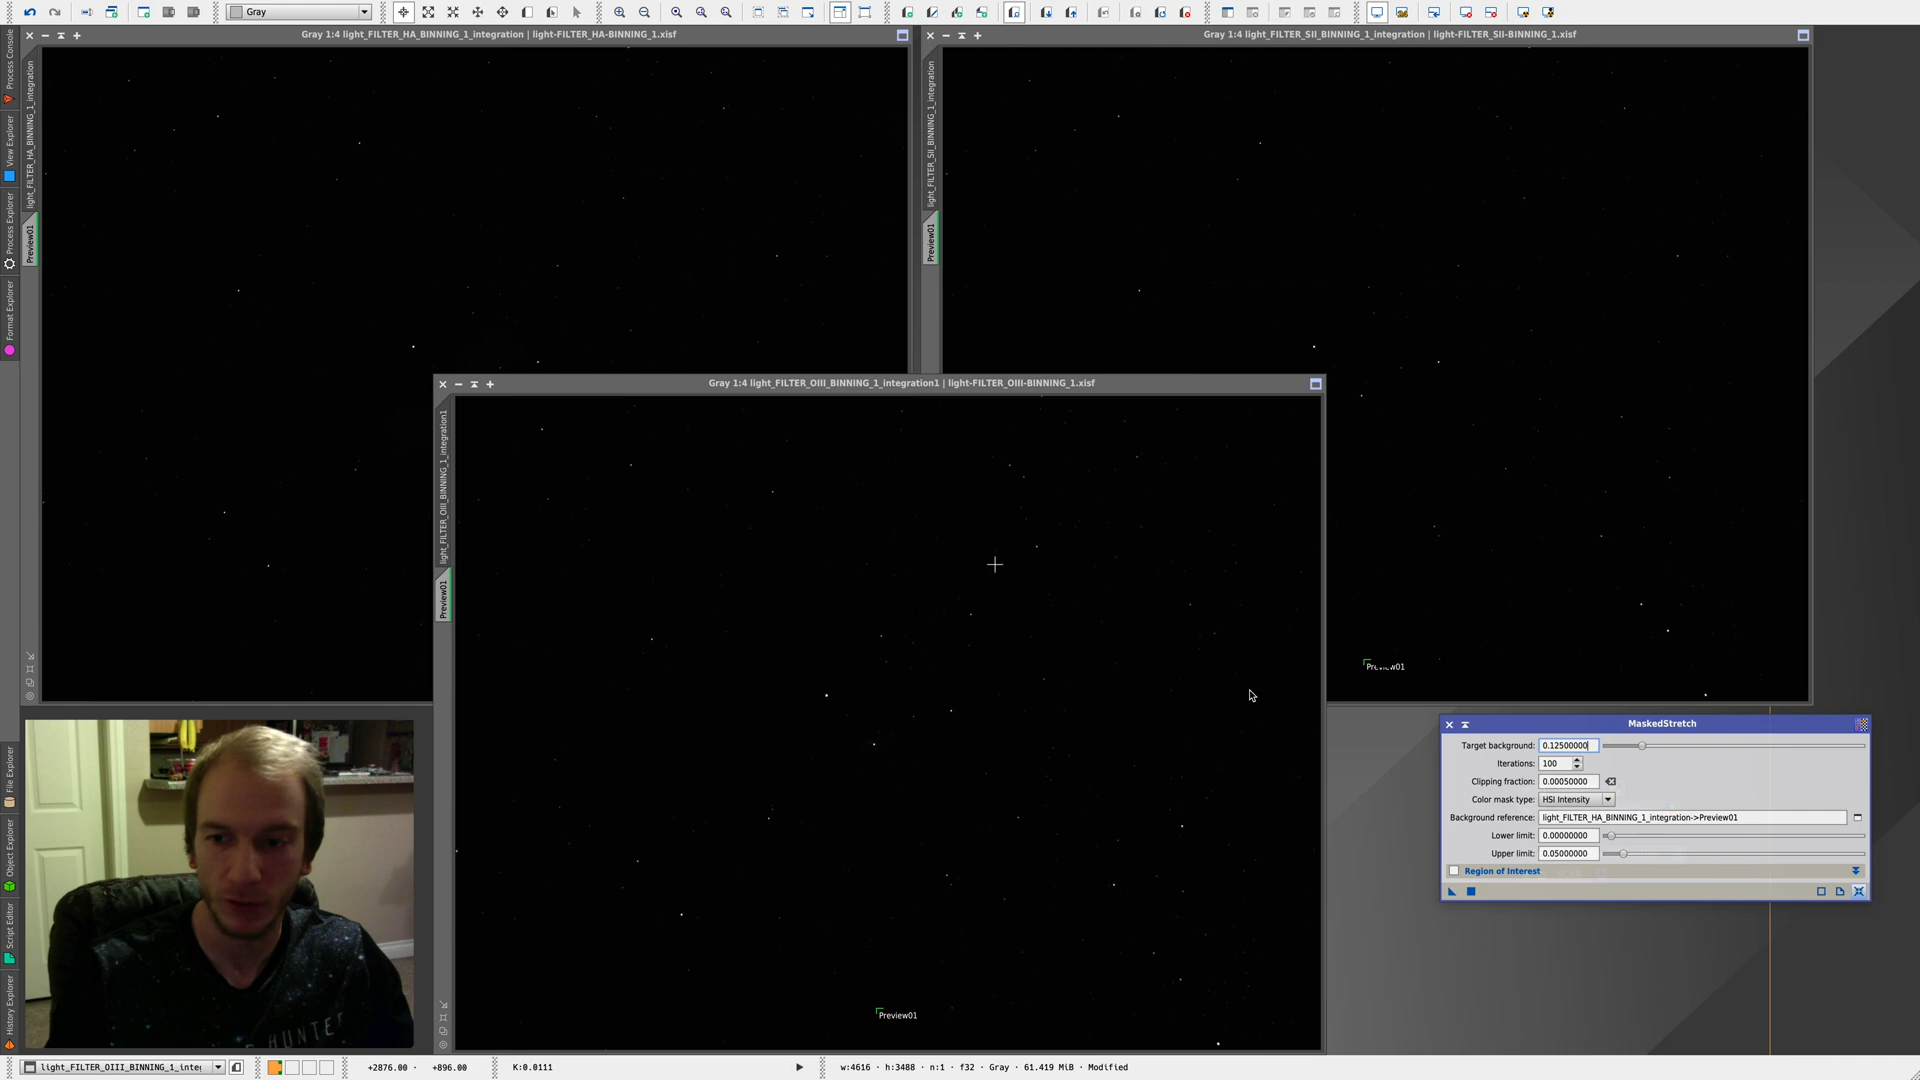 Gray
Gray 1:4 light_FILTER_HA_BINNING_1_integration | light-FILTER_HA-BINNING_1.xisf
Gray 1:4 light_FILTER_SII_BINNING_1_integration | light-FILTER_SII-BINNING_1.xisf
Process Console
View Explorer
Process Explorer
Format Explorer
File Explorer
Object Explorer
Script Editor
History Explorer
light_FILTER_HA_BINNING_1_integration
Preview01
light_FILTER_SII_BINNING_1_integration
Preview01
Gray 1:4 light_FILTER_OIII_BINNING_1_integration1 | light-FILTER_OIII-BINNING_1.xisf
light_FILTER_OIII_BINNING_1_integration1
Preview01
Preview01
Preview01
MaskedStretch
Target background: 0.12500000
Iterations: 100
Clipping fraction: 0.00050000
Color mask type: HSI Intensity
Background reference: light_FILTER_HA_BINNING_1_integration->Preview01
Lower limit: 0.00000000
Upper limit: 0.05000000
Region of Interest
HUNTER
light_FILTER_OIII_BINNING_1_inte
+2876.00 · +896.00
K:0.0111
w:4616 · h:3488 · n:1 · f32 · Gray · 61.419 MiB · Modified